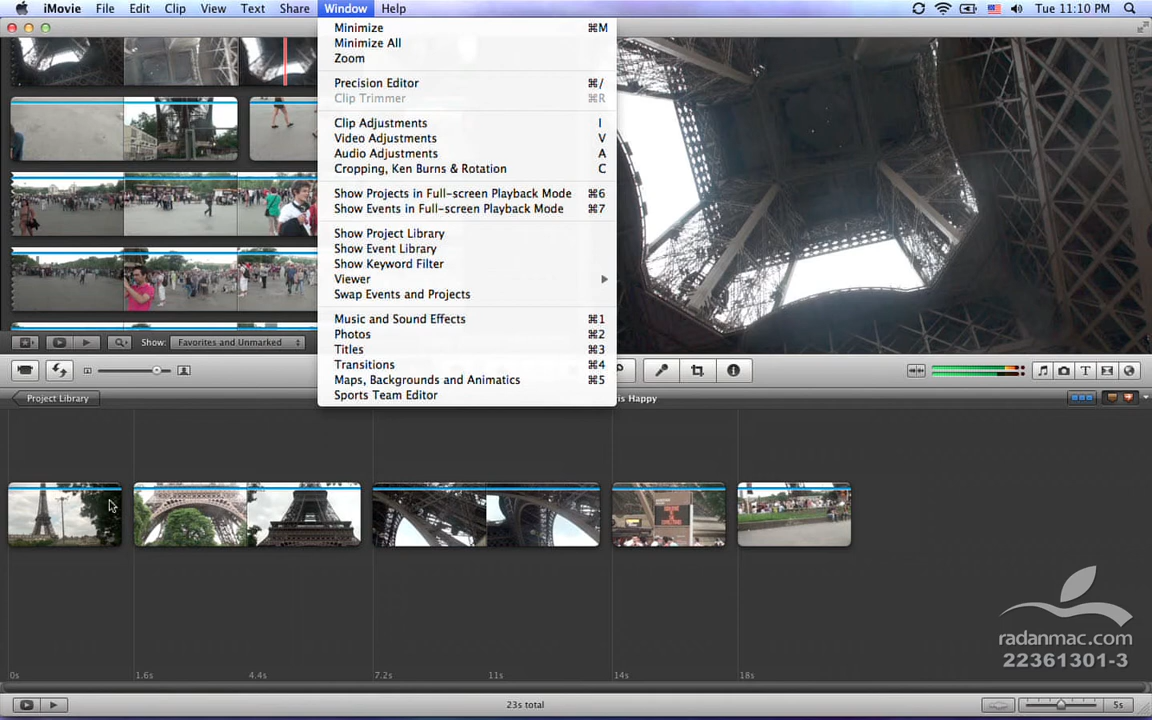 iMovie File Edit Clip View Text Share Window Help Tue 11:10 PM
Minimize ⌘M
Minimize All
Zoom
Precision Editor ⌘/
Clip Trimmer ⌘R
Clip Adjustments I
Video Adjustments V
Audio Adjustments A
Cropping, Ken Burns & Rotation C
Show Projects in Full-screen Playback Mode ⌘6
Show Events in Full-screen Playback Mode ⌘7
Show Project Library
Show Event Library
Show Keyword Filter
Viewer
Swap Events and Projects
Music and Sound Effects ⌘1
Photos ⌘2
Titles ⌘3
Transitions ⌘4
Maps, Backgrounds and Animatics ⌘5
Sports Team Editor
Show: Favorites and Unmarked
Project Library
is Happy
0s 1.6s 4.4s 7.2s 11s 14s 18s
radanmac.com
22361301-3
23s total
5s